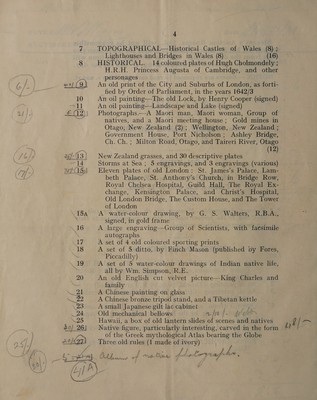 4
7 TOPOGRAPHICAL—Historical Castles of Wales (8);
Lighthouses and Bridges in Wales (8) (16)
8 HISTORICAL. 14 coloured plates of Hugh Cholmondely;
H.R.H. Princess Augusta of Cambridge, and other
personages
6/- 9 An old print of the City and Suburbs of London, as forti-
fied by Order of Parliament, in the years 1642/3
10 An oil painting—The old Lock, by Henry Cooper (signed)
11 An oil painting—Landscape and Lake (signed)
12 Photographs—A Maori man, Maori woman, Group of
natives, and a Maori meeting house; Gold mines in
Otago, New Zealand (2); Wellington, New Zealand;
Government House, Port Nicholson; Ashley Bridge,
Ch. Ch.; Milton Road, Otago, and Taireri River, Otago
(12)
13 New Zealand grasses, and 30 descriptive plates
14 Storms at Sea, 5 engravings, and 3 engravings (various)
15 Eleven plates of old London: St. James's Palace, Lam-
beth Palace, St. Anthony's Church, in Bridge Row,
Royal Chelsea Hospital, Guild Hall, The Royal Ex-
change, Kensington Palace, and Christ's Hospital,
Old London Bridge, The Custom House, and The Tower
of London
15A A water-colour drawing, by G. S. Walters, R.B.A.,
signed, in gold frame
16 A large engraving—Group of Scientists, with farsimile
autographs
17 A set of 4 old coloured sporting prints
18 A set of 5 ditto, by Finch Mason (published by Fores,
Piccadilly)
19 A set of 5 water-colour drawings of Indian native life,
all by Wm. Simpson, R.E.
20 An old English cut velvet picture—King Charles and
family
21 A Chinese painting on glass
22 A Chinese bronze tripod stand, and a Tibetan kettle
23 A small Japanese gilt lac cabinet
24 Old mechanical bellows
25 Hawaii, a box of old lantern slides of scenes and natives
26 Native figure, particularly interesting, carved in the form
of the Greek mythological Atlas bearing the Globe
27 Three old rules (1 made of ivory)
Album of native photographs.